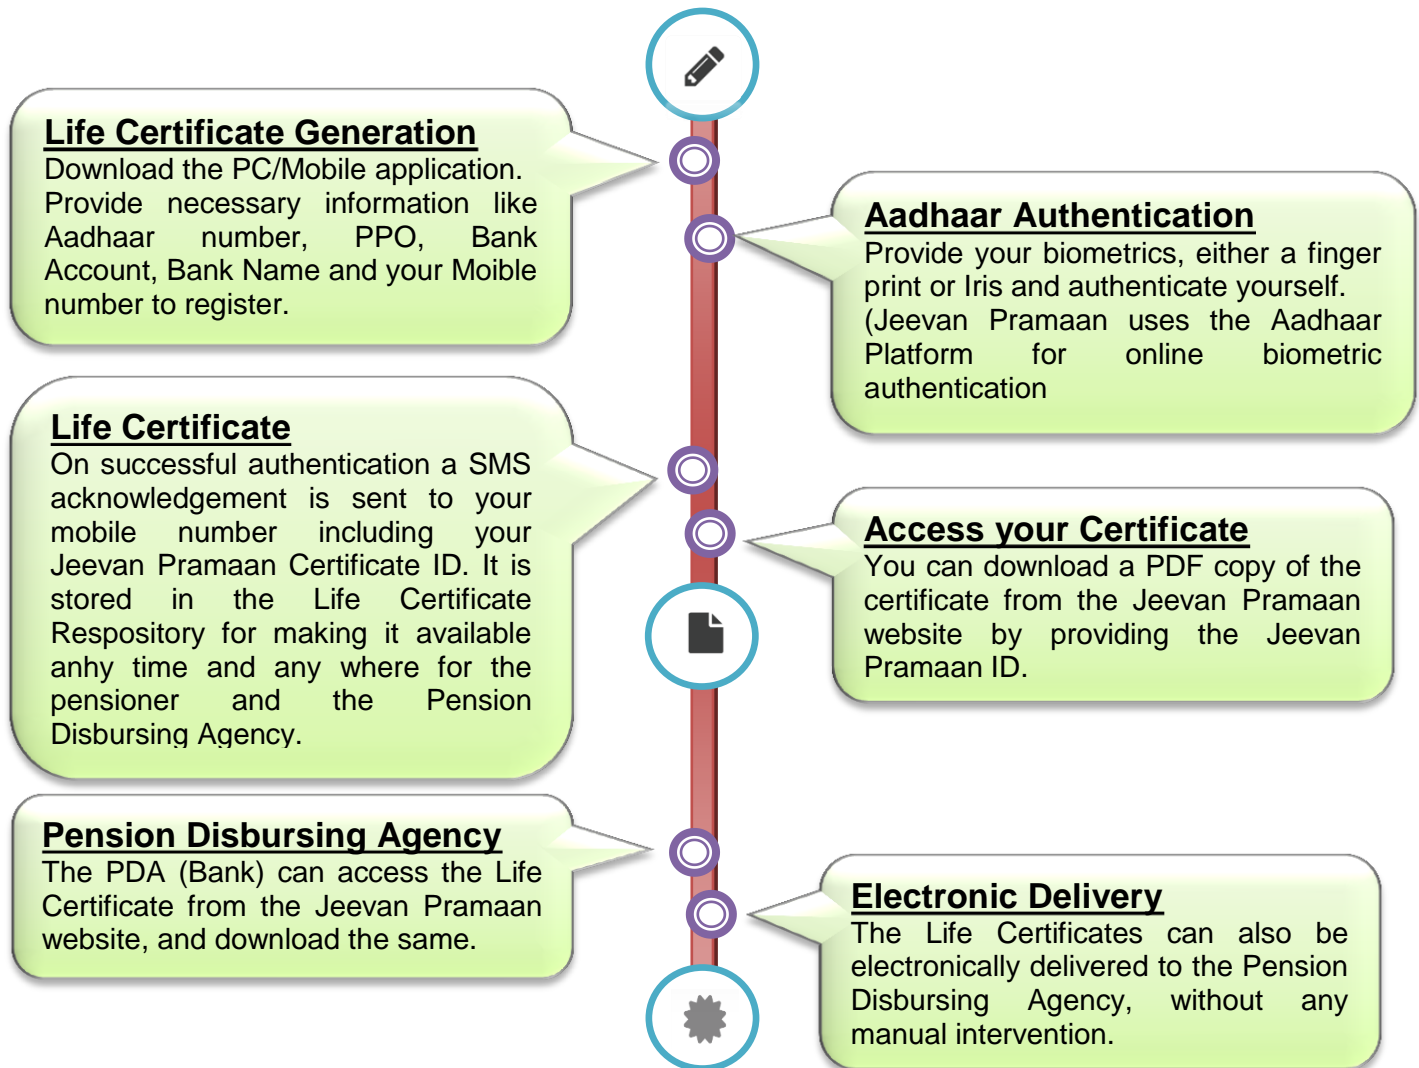 Life Certificate Generation
Download the PC/Mobile application.
Provide necessary information like
Aadhaar number, PPO, Bank
Account, Bank Name and your Moible
number to register.
Aadhaar Authentication
Provide your biometrics, either a finger
print or Iris and authenticate yourself.
(Jeevan Pramaan uses the Aadhaar
Platform for online biometric
authentication
Life Certificate
On successful authentication a SMS
acknowledgement is sent to your
mobile number including your
Jeevan Pramaan Certificate ID. It is
stored in the Life Certificate
Respository for making it available
anhy time and any where for the
pensioner and the Pension
Disbursing Agency.
Access your Certificate
You can download a PDF copy of the
certificate from the Jeevan Pramaan
website by providing the Jeevan
Pramaan ID.
Pension Disbursing Agency
The PDA (Bank) can access the Life
Certificate from the Jeevan Pramaan
website, and download the same.
Electronic Delivery
The Life Certificates can also be
electronically delivered to the Pension
Disbursing Agency, without any
manual intervention.